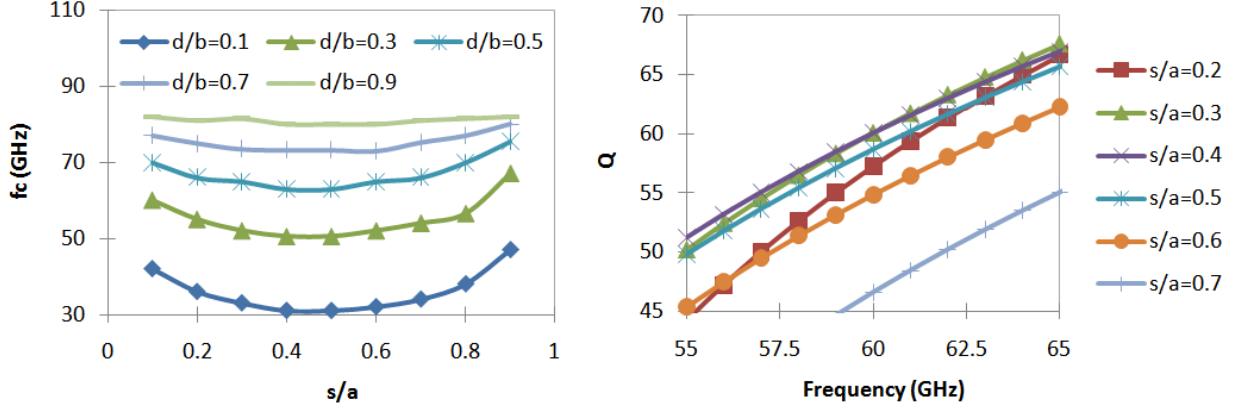 110
90
70
50
30
fc (GHz)
d/b=0.1 d/b=0.3 d/b=0.5
d/b=0.7 d/b=0.9
0 0.2 0.4 0.6 0.8 1
s/a
70
65
60
55
50
45
Q
55 57.5 60 62.5 65
Frequency (GHz)
s/a=0.2
s/a=0.3
s/a=0.4
s/a=0.5
s/a=0.6
s/a=0.7